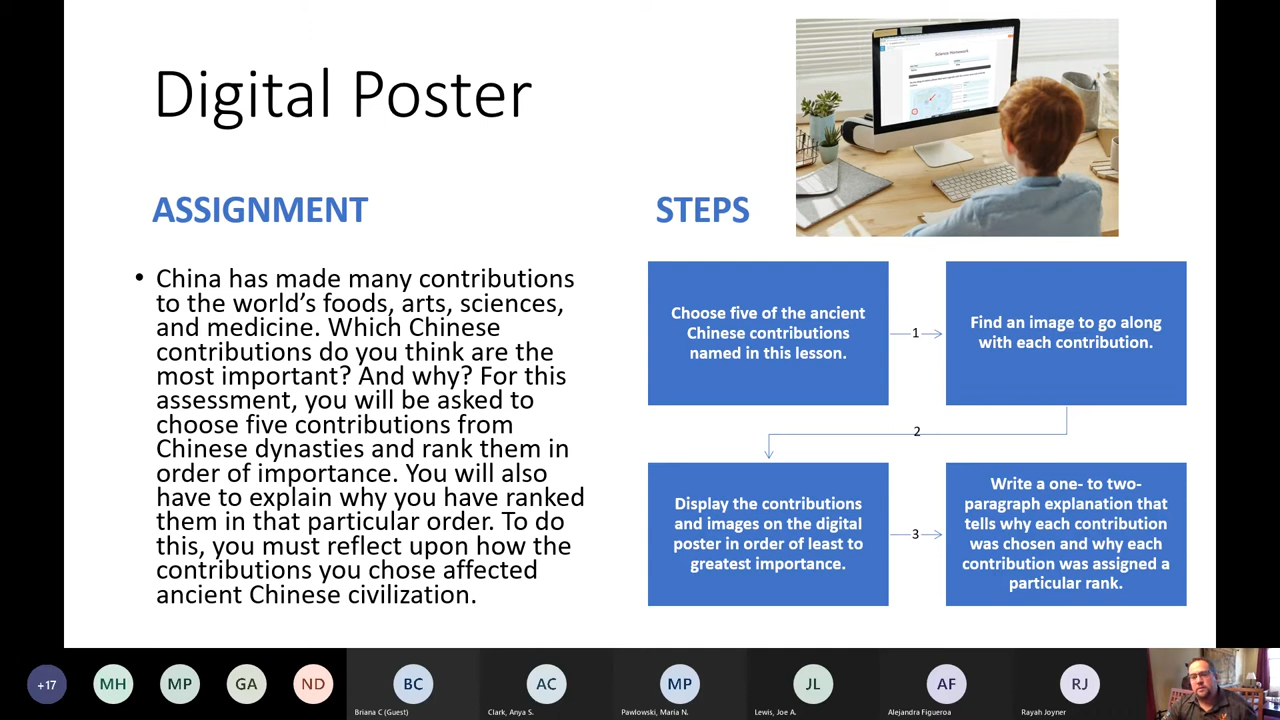 Digital Poster
ASSIGNMENT
• China has made many contributions
to the world's foods, arts, sciences,
and medicine. Which Chinese
contributions do you think are the
most important? And why? For this
assessment, you will be asked to
choose five contributions from
Chinese dynasties and rank them in
order of importance. You will also
have to explain why you have ranked
them in that particular order. To do
this, you must reflect upon how the
contributions you chose affected
ancient Chinese civilization.
STEPS
Science Homework
Choose five of the ancient
Chinese contributions
named in this lesson.
1
Find an image to go along
with each contribution.
2
Display the contributions
and images on the digital
poster in order of least to
greatest importance.
3
Write a one- to two-
paragraph explanation that
tells why each contribution
was chosen and why each
contribution was assigned a
particular rank.
+17
MH
MP
GA
ND
BC
Briana C (Guest)
AC
Clark, Anya S.
MP
Pawlowski, Maria N.
JL
Lewis, Joe A.
AF
Alejandra Figueroa
RJ
Rayah Joyner